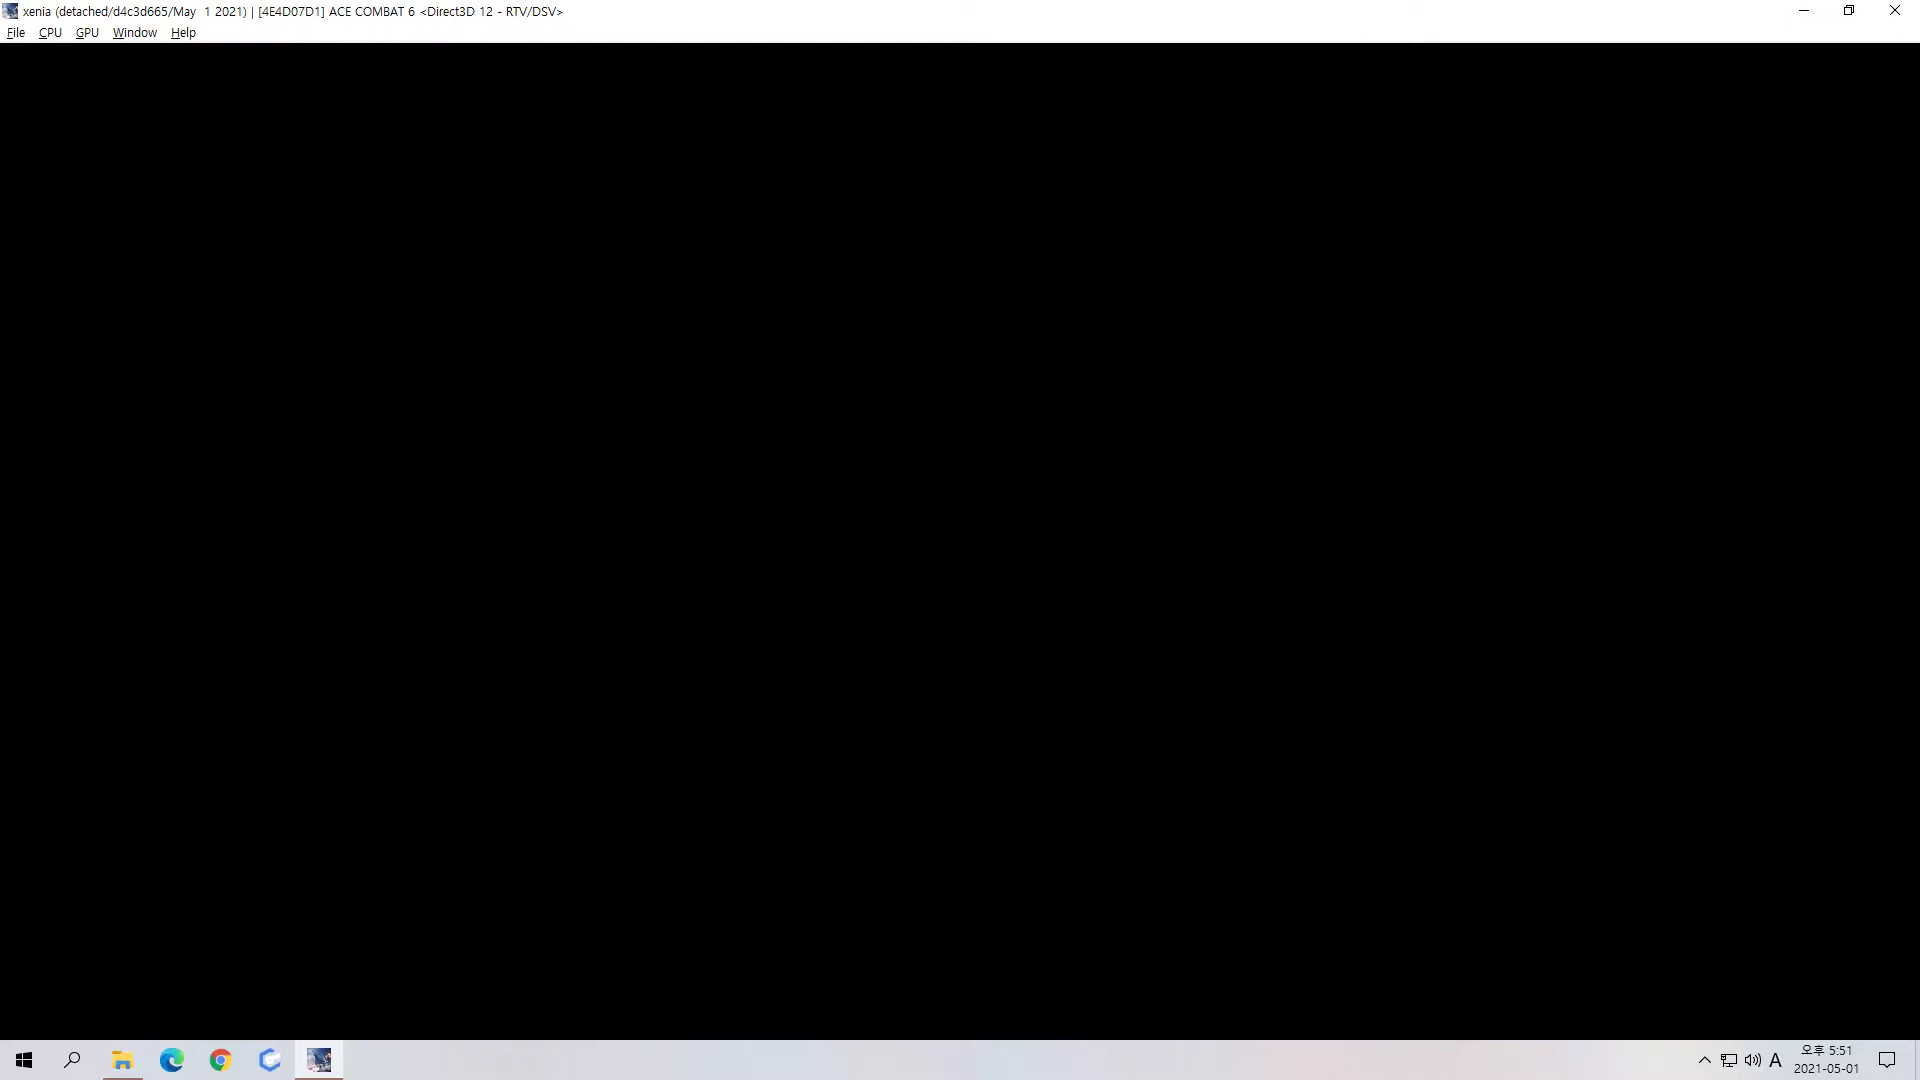 xenia (detached/d4c3d665/May  1 2021) | [4E4D07D1] ACE COMBAT 6 <Direct3D 12 - RTV/DSV>
File CPU GPU Window Help
A
오후 5:51
2021-05-01